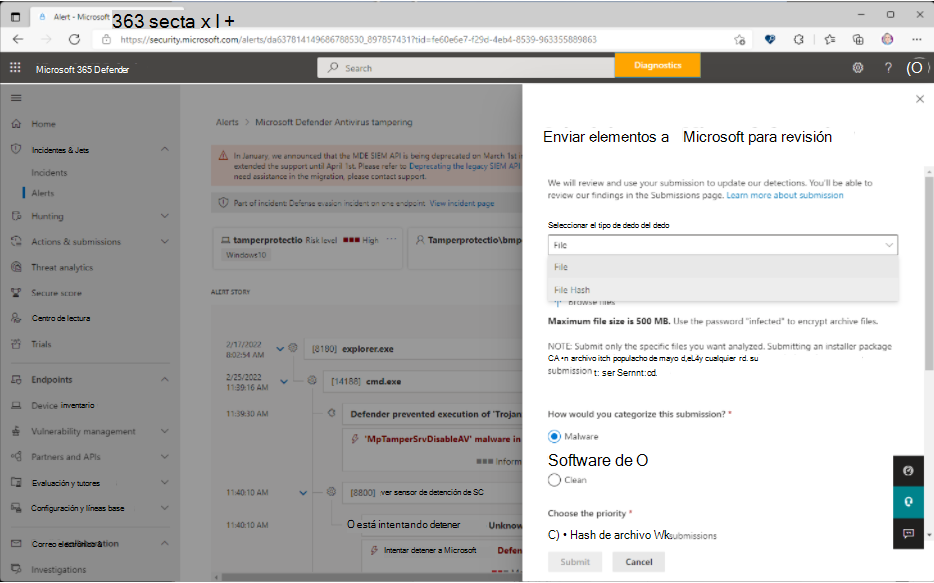 Alert - Microsoft 363 secta x l +
https://security.microsoft.com/alerts/da637814149686788530_897857431?tid=fe60e6e7-f29d-4eb4-8539-963355889863
Microsoft 365 Defender
Search
Diagnostics
? (O )
Home
Incidentes & Jets
Incidents
Alerts
Hunting
Actions & submissions
Threat analytics
Secure score
Centro de lectura
Trials
Endpoints
Device inventario
Vulnerability management
Partners and APIs
Evaluación y tutores
Configuración y líneas base
Correo
Investigations
Alerts > Microsoft Defender Antivirus tampering
In January, we announced that the MDE SIEM API is being deprecated on March 1st
extended the support until April 1st. Please refer to Deprecating the legacy SIEM API
need assistance in the migration, please contact support.
Part of incident: Defense evasion incident on one endpoint. View incident page
tamperprotectio Risk level High ...
Windows10
Tamperprotectio\bmp
ALERT STORY
2/17/2022
8:02:54 AM
[8180] explorer.exe
2/25/2022
11:39:16 AM
[14188] cmd.exe
11:39:30 AM
Defender prevented execution of 'Trojan
'MpTamperSrvDisableAV' malware in
Inform
11:40:10 AM
[8800] ver sensor de detención de SC
11:40:10 AM
O está intentando detener Unknow
Intentar detener a Microsoft Defen
Enviar elementos a Microsoft para revisión
We will review and use your submission to update our detections. You'll be able to
review our findings in the Submissions page. Learn more about submission
Seleccionar el tipo de dedo del dedo
File
File
File Hash
Browse files
Maximum file size is 500 MB. Use the password "infected" to encrypt archive files.
NOTE: Submit only the specific files you want analyzed. Submitting an installer package
CA •n archivo itch populacho de mayo d,eL4y cualquier rd. su
submission t: ser Sernnt:cd.
How would you categorize this submission? *
Malware
Software de O
Clean
Choose the priority *
C) • Hash de archivo Wk submissions
Submit
Cancel